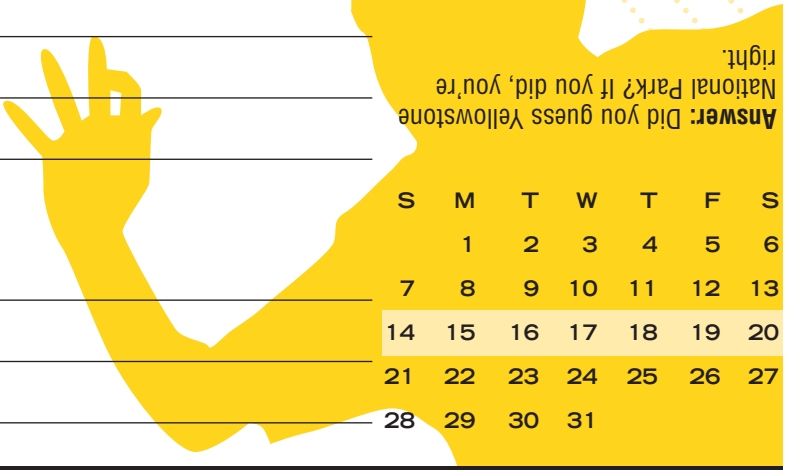 Answer: Did you guess Yellowstone
National Park? If you did, you're
right.
S M T W T F S
1 2 3 4 5 6
7 8 9 10 11 12 13
14 15 16 17 18 19 20
21 22 23 24 25 26 27
28 29 30 31